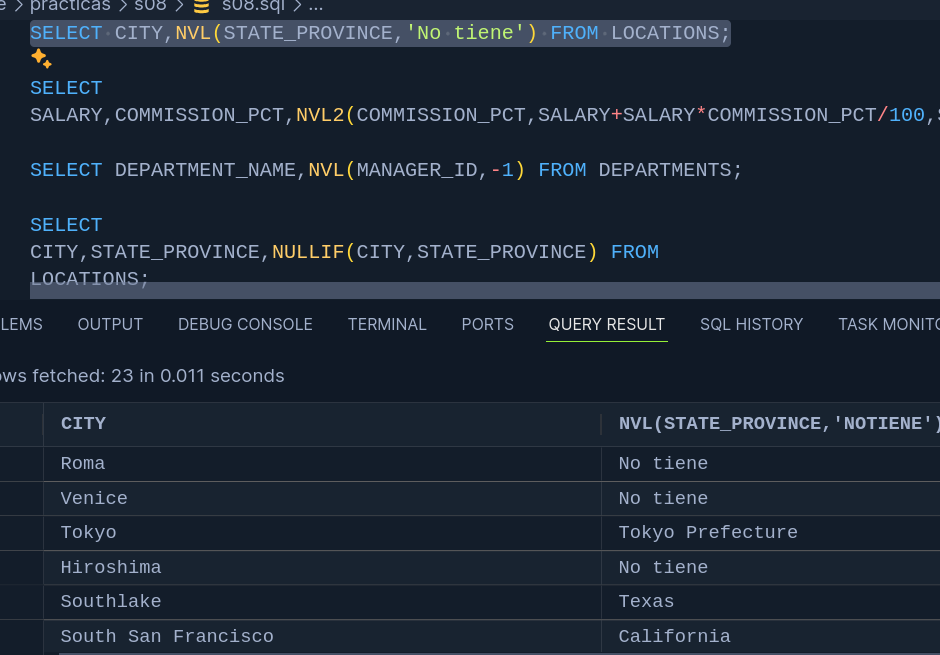 e > practicas > s08 > s08.sql > ...
SELECT CITY,NVL(STATE_PROVINCE,'No tiene') FROM LOCATIONS;
SELECT
SALARY,COMMISSION_PCT,NVL2(COMMISSION_PCT,SALARY+SALARY*COMMISSION_PCT/100,S
SELECT DEPARTMENT_NAME,NVL(MANAGER_ID,-1) FROM DEPARTMENTS;
SELECT
CITY,STATE_PROVINCE,NULLIF(CITY,STATE_PROVINCE) FROM
LOCATIONS;
LEMS OUTPUT DEBUG CONSOLE TERMINAL PORTS QUERY RESULT SQL HISTORY TASK MONITO
ows fetched: 23 in 0.011 seconds
CITY NVL(STATE_PROVINCE,'NOTIENE')
Roma No tiene
Venice No tiene
Tokyo Tokyo Prefecture
Hiroshima No tiene
Southlake Texas
South San Francisco California